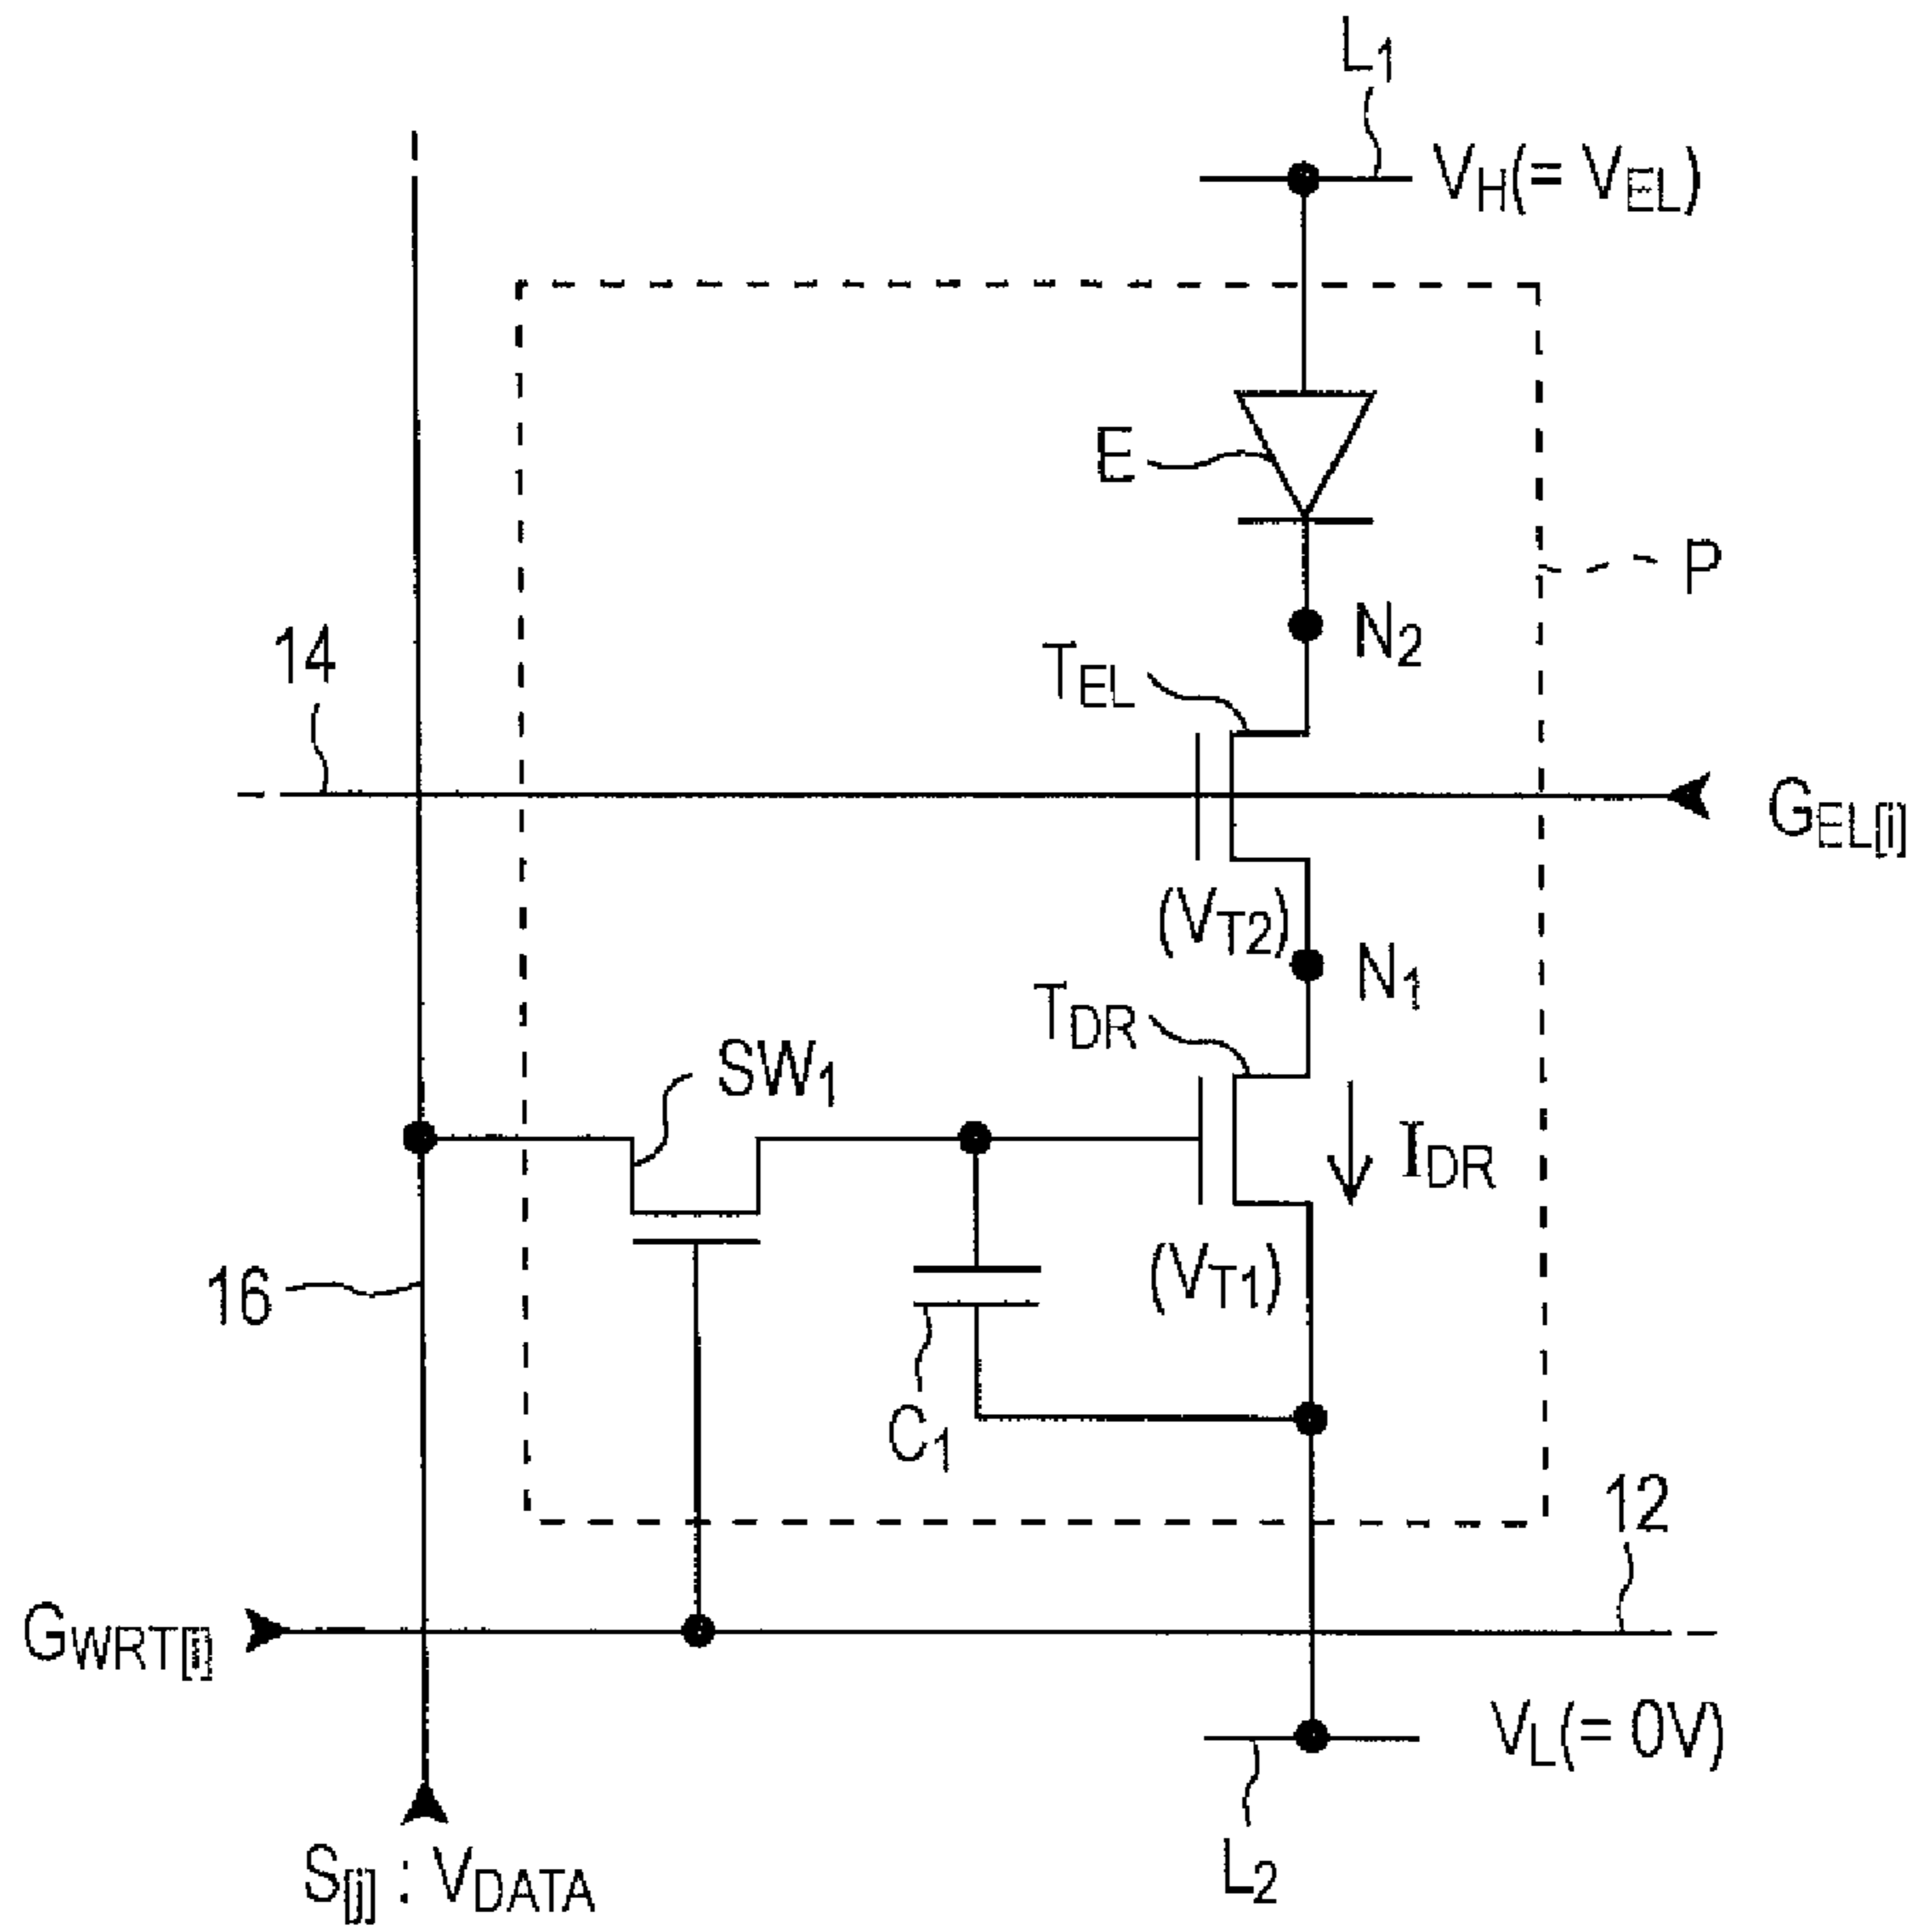 L1
VH(= VEL)
E
P
N2
14
TEL
GEL[i]
(VT2)
N1
TDR
SW1
IDR
16
(VT1)
C1
12
GWRT[i]
VL(= 0V)
S[j] : VDATA
L2